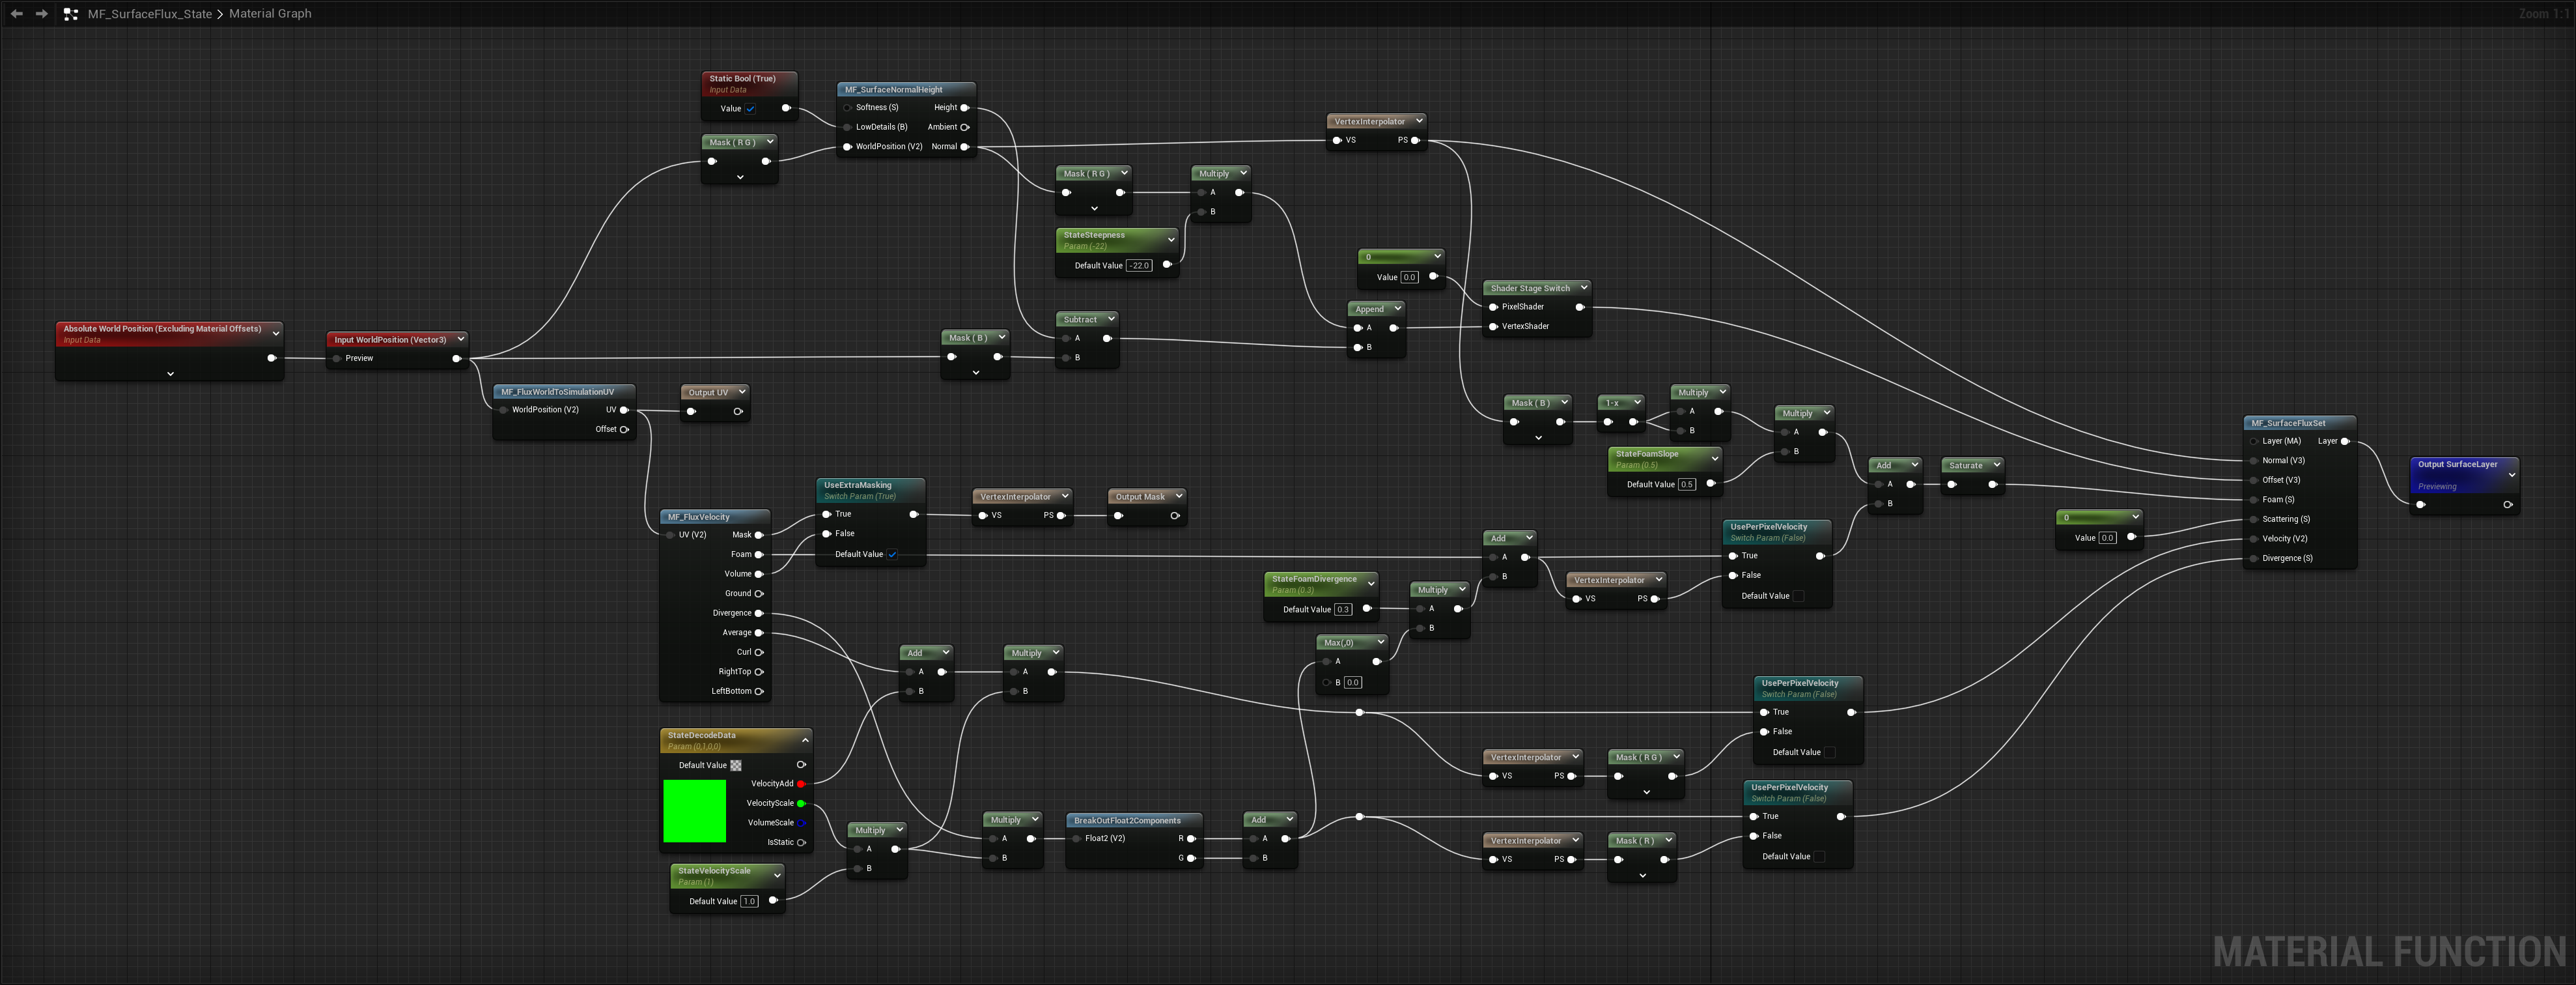 MF_SurfaceFlux_State > Material Graph
Zoom 1:1
Static Bool (True)
Input Data
Value
Mask ( R G )
MF_SurfaceNormalHeight
Softness (S) Height
LowDetails (B) Ambient
WorldPosition (V2) Normal
VertexInterpolator
VS PS
Mask ( R G )
Multiply
A
B
StateSteepness
Param (-22)
Default Value -22.0
0
Value 0.0
Shader Stage Switch
PixelShader
VertexShader
Append
A
B
Absolute World Position (Excluding Material Offsets)
Input Data
Input WorldPosition (Vector3)
Preview
Mask ( B )
Subtract
A
B
MF_FluxWorldToSimulationUV
WorldPosition (V2) UV
Offset
Output UV
Mask ( B )
1-x
Multiply
A
B
Multiply
A
B
StateFoamSlope
Param (0.5)
Default Value 0.5
Add
A
B
Saturate
MF_SurfaceFluxSet
Layer (MA) Layer
Normal (V3)
Offset (V3)
Foam (S)
Scattering (S)
Velocity (V2)
Divergence (S)
Output SurfaceLayer
Previewing
0
Value 0.0
MF_FluxVelocity
UV (V2) Mask
Foam
Volume
Ground
Divergence
Average
Curl
RightTop
LeftBottom
UseExtraMasking
Switch Param (True)
True
False
Default Value
VertexInterpolator
VS PS
Output Mask
Add
A
B
UsePerPixelVelocity
Switch Param (False)
True
False
Default Value
VertexInterpolator
VS PS
StateFoamDivergence
Param (0.3)
Default Value 0.3
Multiply
A
B
Max(,0)
A
B 0.0
Add
A
B
Multiply
A
B
UsePerPixelVelocity
Switch Param (False)
True
False
Default Value
VertexInterpolator
VS PS
Mask ( R G )
StateDecodeData
Param (0,1,0,0)
Default Value
VelocityAdd
VelocityScale
VolumeScale
IsStatic
StateVelocityScale
Param (1)
Default Value 1.0
Multiply
A
B
Multiply
A
B
BreakOutFloat2Components
Float2 (V2) R
G
Add
A
B
UsePerPixelVelocity
Switch Param (False)
True
False
Default Value
VertexInterpolator
VS PS
Mask ( R )
MATERIAL FUNCTION